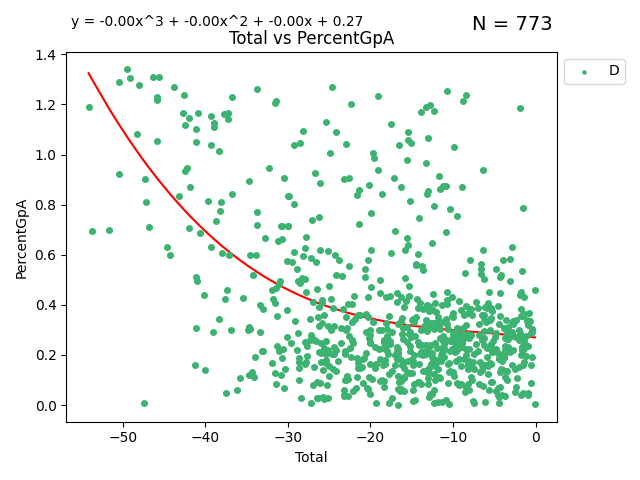 y = -0.00x^3 + -0.00x^2 + -0.00x + 0.27
N = 773
Total vs PercentGpA
D
PercentGpA
1.4
1.2
1.0
0.8
0.6
0.4
0.2
0.0
−50
−40
−30
−20
−10
0
Total